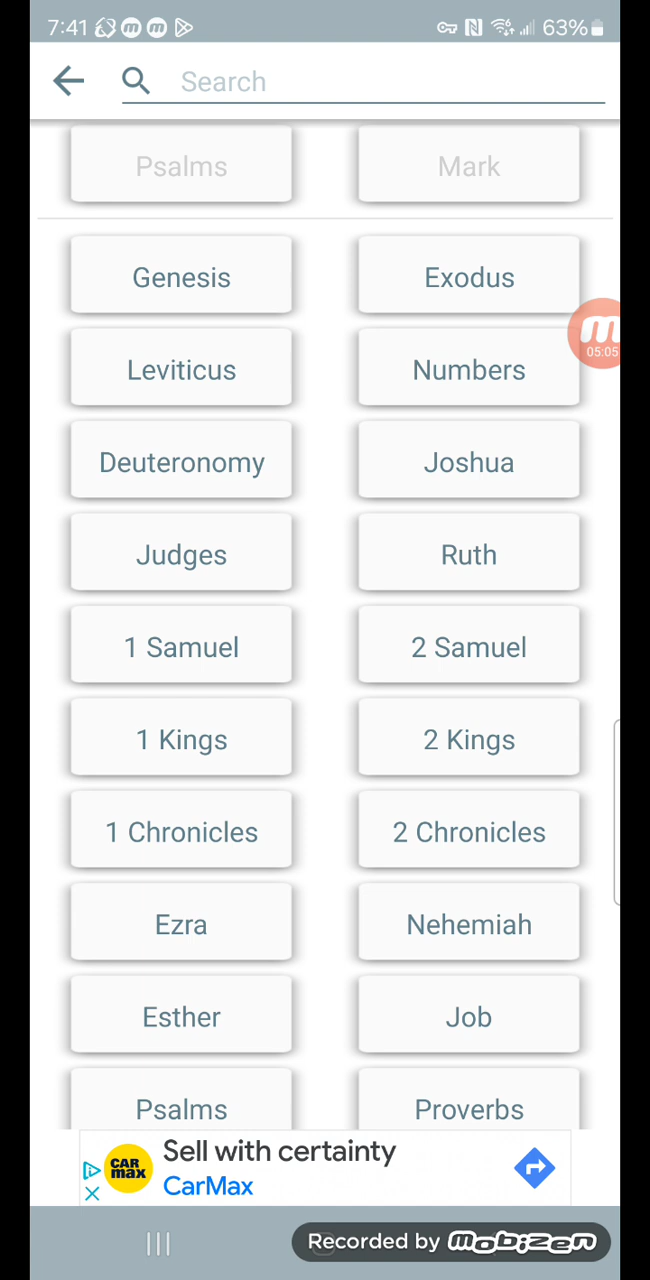 7:41 63%
Search
Psalms Mark
Genesis Exodus
m
05:05
Leviticus Numbers
Deuteronomy Joshua
Judges Ruth
1 Samuel 2 Samuel
1 Kings 2 Kings
1 Chronicles 2 Chronicles
Ezra Nehemiah
Esther Job
Psalms Proverbs
CAR
max
Sell with certainty
CarMax
Recorded by mobizen